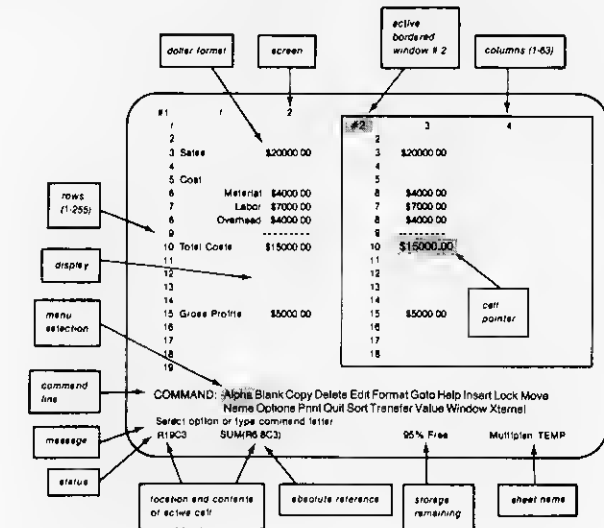 active
bordered
window # 2
dollar format
screen
columns (1-63)
#1 1 2
#2 3 4
1
2 2
3 Sales $20000.00 3 $20000.00
4 4
5 Cost 5
6 Material $4000.00 6 $4000.00
7 Labor $7000.00 7 $7000.00
8 Overhead $4000.00 8 $4000.00
9 --------- 9 ---------
10 Total Costs $15000.00 10 $15000.00
11 11
12 12
13 13
14 14
15 Gross Profits $5000.00 15 $5000.00
16 16
17 17
18 18
19
rows
(1-255)
display
menu
selection
cell
pointer
command
line
message
status
COMMAND: Alpha Blank Copy Delete Edit Format Goto Help Insert Lock Move
Name Options Print Quit Sort Transfer Value Window Xternal
Select option or type command letter
R19C3 SUM(R6:8C3) 95% Free Multiplan TEMP
location and contents
of active cell
absolute reference
storage
remaining
sheet name